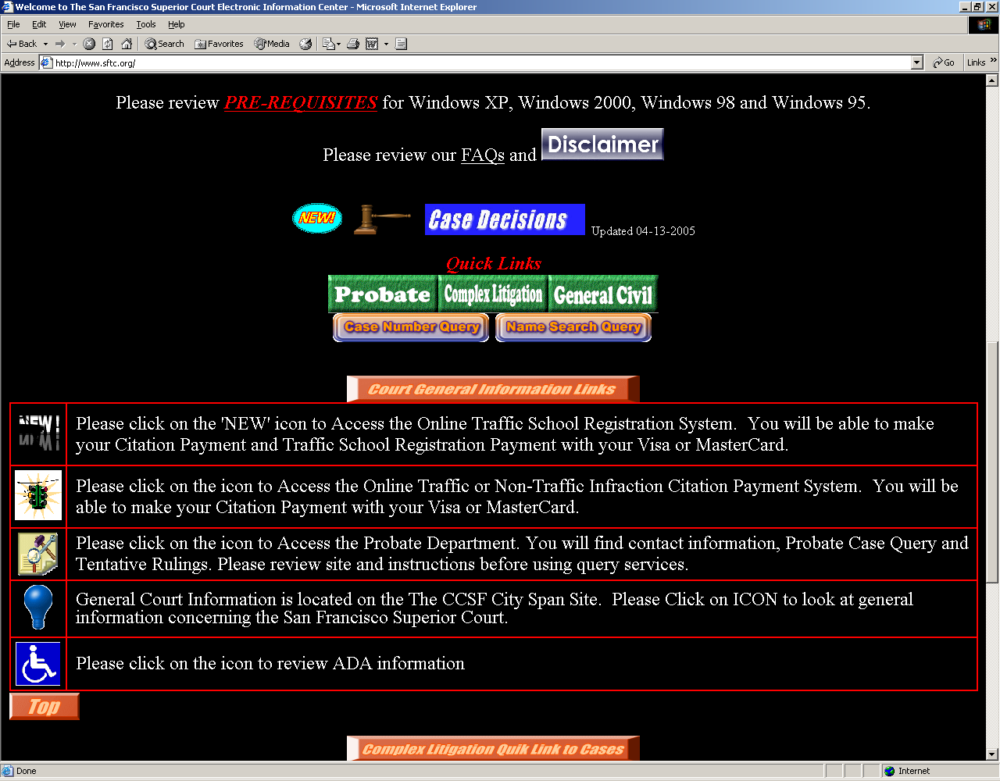 Welcome to The San Francisco Superior Court Electronic Information Center - Microsoft Internet Explorer
File Edit View Favorites Tools Help
Back Search Favorites Media
Address http://www.sftc.org/ Go Links »
Please review PRE-REQUISITES for Windows XP, Windows 2000, Windows 98 and Windows 95.
Please review our FAQs and Disclaimer
NEW! Case Decisions Updated 04-13-2005
Quick Links
Probate Complex Litigation General Civil
Case Number Query Name Search Query
Court General Information Links
NEW!
Please click on the 'NEW' icon to Access the Online Traffic School Registration System. You will be able to make
your Citation Payment and Traffic School Registration Payment with your Visa or MasterCard.
Please click on the icon to Access the Online Traffic or Non-Traffic Infraction Citation Payment System. You will be
able to make your Citation Payment with your Visa or MasterCard.
Please click on the icon to Access the Probate Department. You will find contact information, Probate Case Query and
Tentative Rulings. Please review site and instructions before using query services.
General Court Information is located on the The CCSF City Span Site. Please Click on ICON to look at general
information concerning the San Francisco Superior Court.
Please click on the icon to review ADA information
Top
Complex Litigation Quik Link to Cases
Done Internet